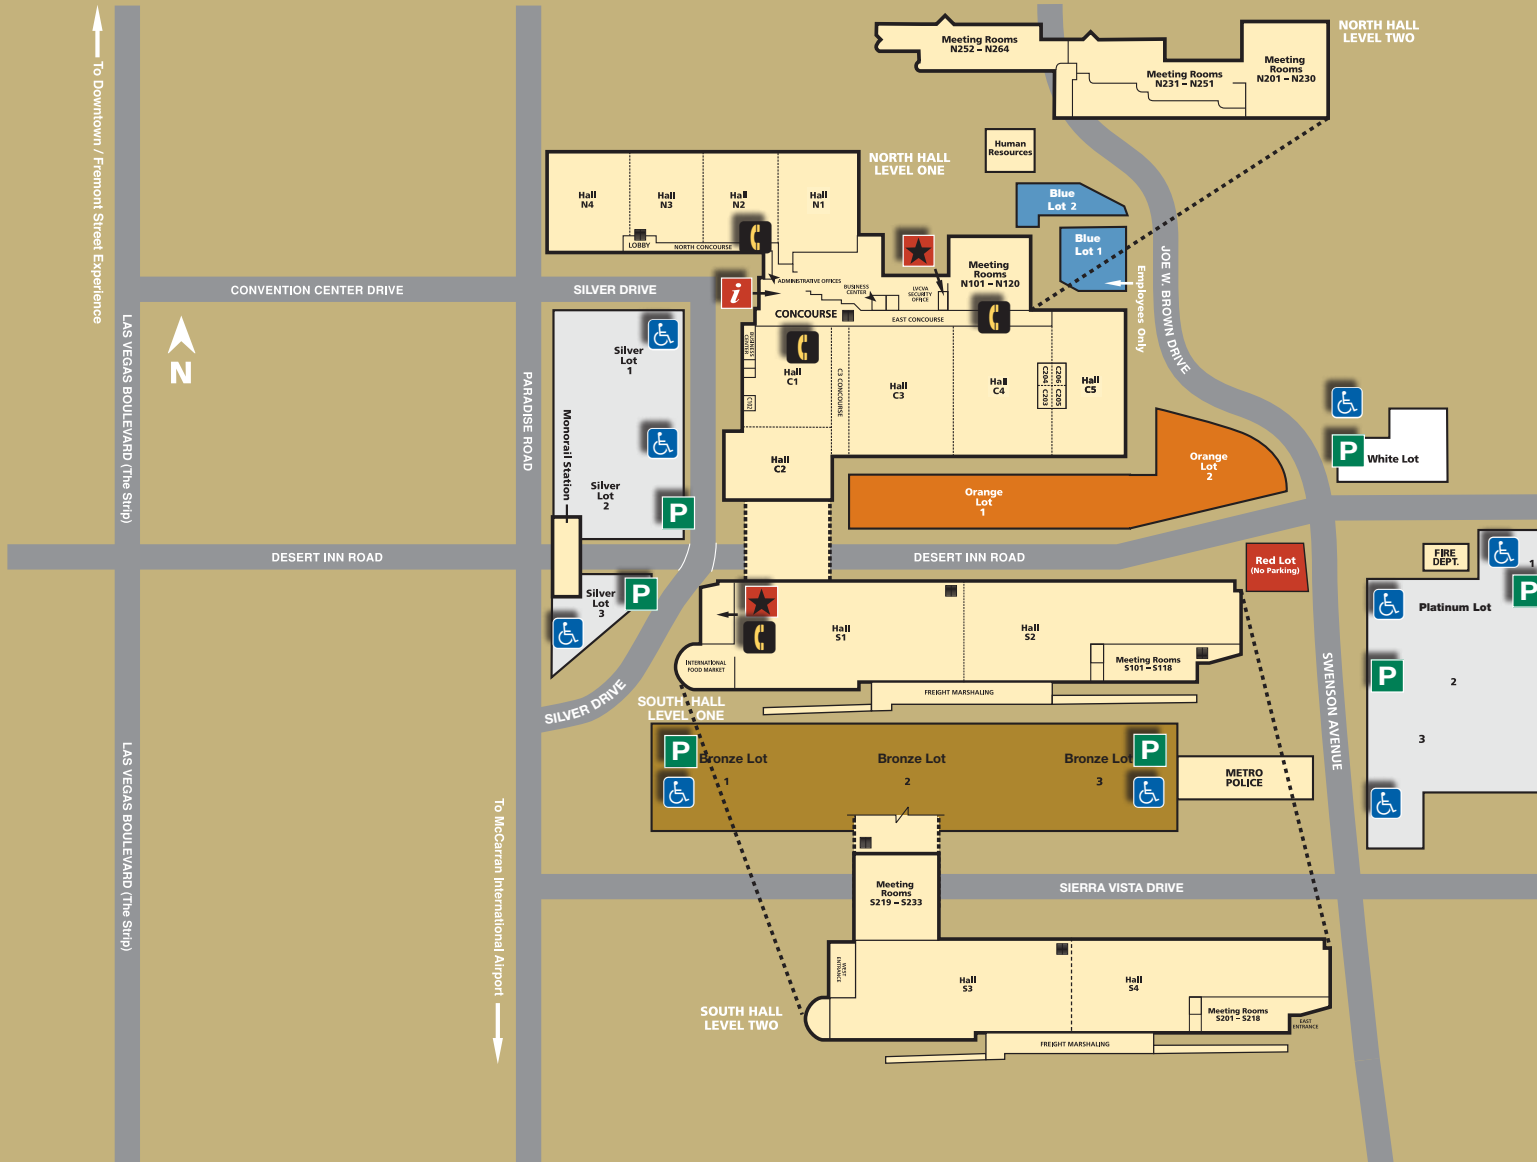 NORTH HALL
LEVEL TWO
Meeting Rooms
N252 – N264
Meeting Rooms
N231 – N251
Meeting
Rooms
N201 – N230
To Downtown / Fremont Street Experience
Human
Resources
NORTH HALL
LEVEL ONE
Blue
Lot 2
Blue
Lot 1
Employees Only
JOE W. BROWN DRIVE
Hall
N4
Hall
N3
Hall
N2
Hall
N1
LOBBY
NORTH CONCOURSE
Meeting
Rooms
N101 – N120
ADMINISTRATIVE OFFICES
BUSINESS
CENTER
LVCVA
SECURITY
OFFICE
i
CONCOURSE
EAST CONCOURSE
CONVENTION CENTER DRIVE
SILVER DRIVE
LAS VEGAS BOULEVARD (The Strip)
N
PARADISE ROAD
Silver
Lot
1
Monorail Station
Silver
Lot
2
P
BUSINESS
CENTER
C102
Hall
C1
C3 CONCOURSE
Hall
C3
Hall
C4
C204
C203
C206
C205
Hall
C5
Hall
C2
Orange
Lot
1
Orange
Lot
2
P
White Lot
DESERT INN ROAD
DESERT INN ROAD
Red Lot
(No Parking)
FIRE
DEPT.
1
P
Platinum Lot
P
2
3
Silver
Lot
3
P
SILVER DRIVE
Hall
S1
Hall
S2
INTERNATIONAL
FOOD MARKET
Meeting Rooms
S101 – S118
FREIGHT MARSHALING
SOUTH HALL
LEVEL ONE
SWENSON AVENUE
P
Bronze Lot
1
Bronze Lot
2
Bronze Lot
3
P
METRO
POLICE
LAS VEGAS BOULEVARD (The Strip)
To McCarran International Airport
Meeting
Rooms
S219 – S233
SIERRA VISTA DRIVE
WEST
ENTRANCE
Hall
S3
Hall
S4
Meeting Rooms
S201 – S218
EAST
ENTRANCE
SOUTH HALL
LEVEL TWO
FREIGHT MARSHALING